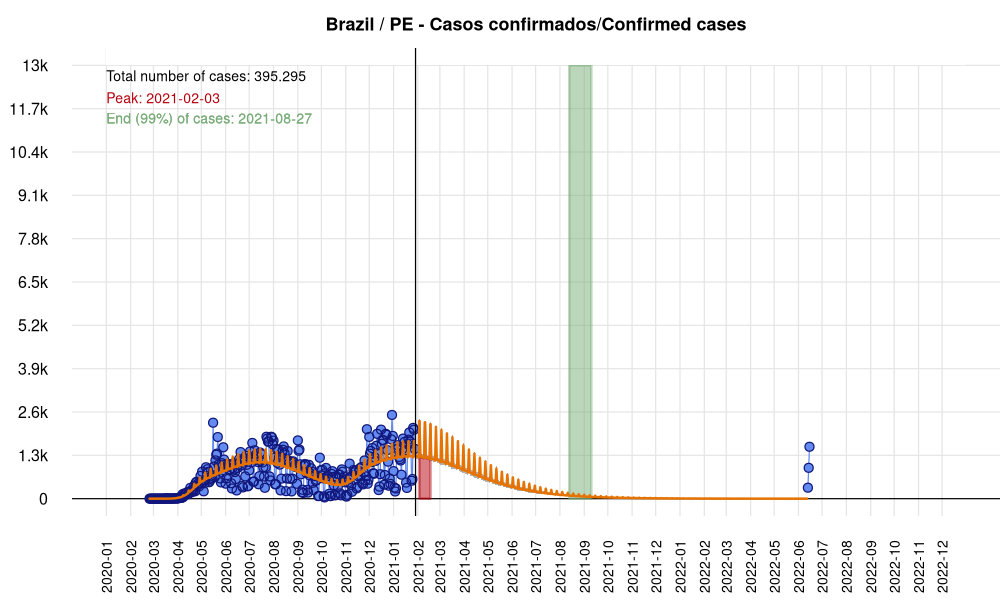 Brazil / PE - Casos confirmados/Confirmed cases
Total number of cases: 395.295
Peak: 2021-02-03
End (99%) of cases: 2021-08-27
13k
11.7k
10.4k
9.1k
7.8k
6.5k
5.2k
3.9k
2.6k
1.3k
0
2020-01
2020-02
2020-03
2020-04
2020-05
2020-06
2020-07
2020-08
2020-09
2020-10
2020-11
2020-12
2021-01
2021-02
2021-03
2021-04
2021-05
2021-06
2021-07
2021-08
2021-09
2021-10
2021-11
2021-12
2022-01
2022-02
2022-03
2022-04
2022-05
2022-06
2022-07
2022-08
2022-09
2022-10
2022-11
2022-12